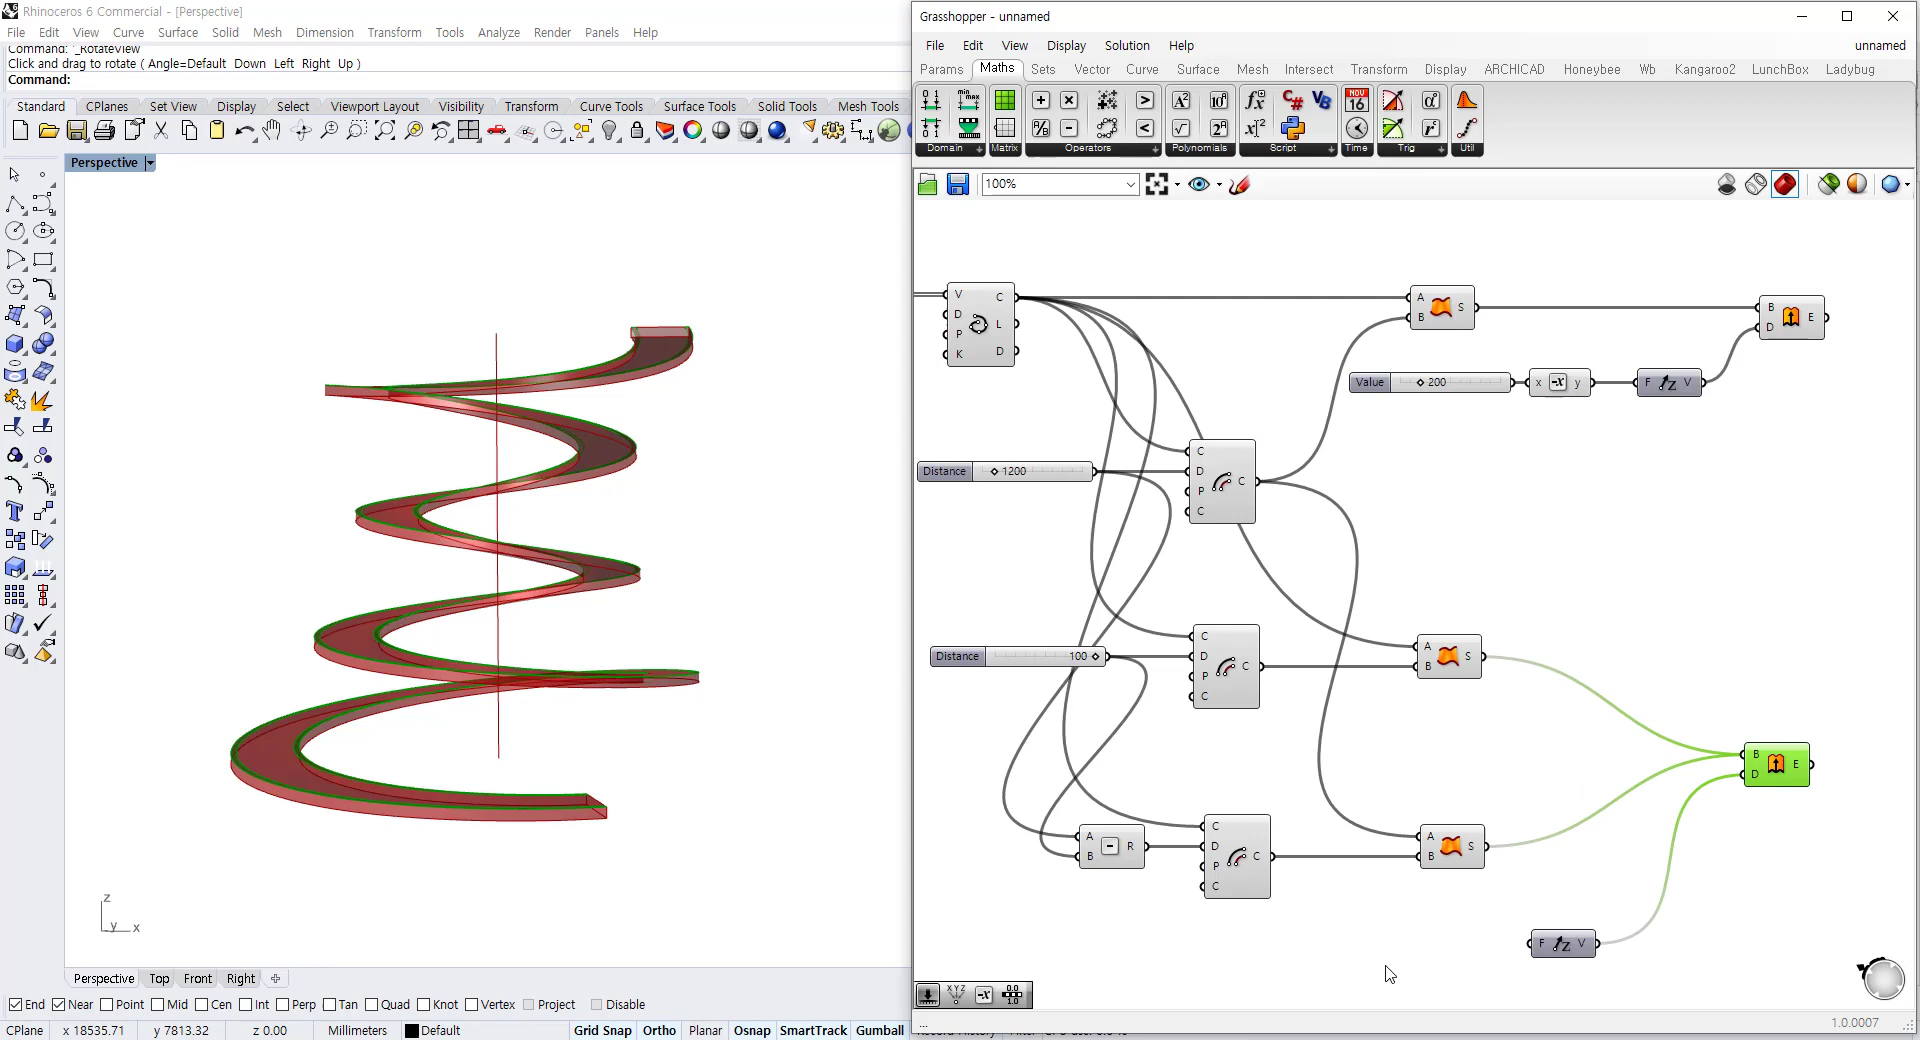 Rhinoceros 6 Commercial - [Perspective]
File Edit View Curve Surface Solid Mesh Dimension Transform Tools Analyze Render Panels Help
Command: '_RotateView
Click and drag to rotate ( Angle=Default Down Left Right Up )
Command:
Standard CPlanes Set View Display Select Viewport Layout Visibility Transform Curve Tools Surface Tools Solid Tools Mesh Tools
Perspective
z
y x
Perspective Top Front Right
End Near Point Mid Cen Int Perp Tan Quad Knot Vertex Project Disable
CPlane x 18535.71 y 7813.32 z 0.00 Millimeters Default Grid Snap Ortho Planar Osnap SmartTrack Gumball
Grasshopper - unnamed
File Edit View Display Solution Help unnamed
Params Maths Sets Vector Curve Surface Mesh Intersect Transform Display ARCHICAD Honeybee Wb Kangaroo2 LunchBox Ladybug
Domain Matrix Operators Polynomials Script Time Trig Util
100%
V C
D L
P
K D
A S
B
B E
D
Value 200
x -x y
F Z V
C
D C
P
C
Distance 1200
C
D C
P
C
Distance 100
A S
B
B E
D
A - R
B
C
D C
P
C
A S
B
F Z V
X Y Z
-x
0.0
1.0
...
1.0.0007